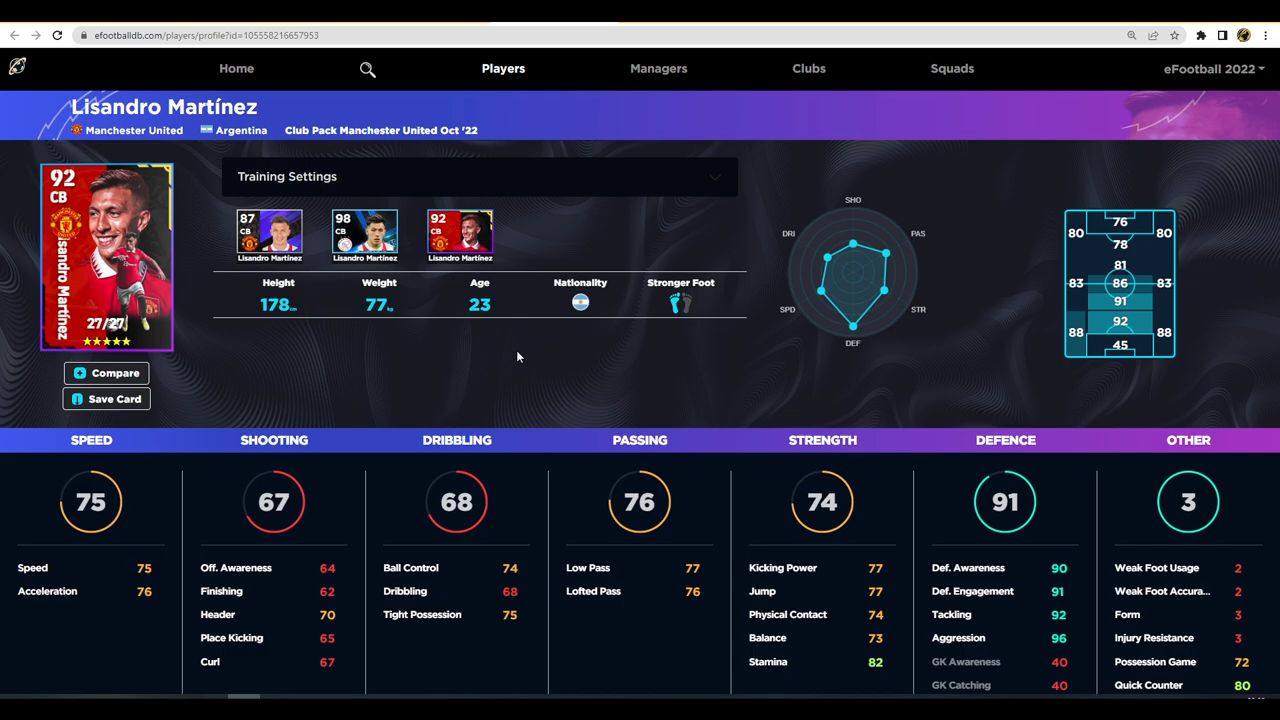 efootballdb.com/players/profile?id=105558216657953
Home
Players
Managers
Clubs
Squads
eFootball 2022
Lisandro Martínez
Manchester United
Argentina
Club Pack Manchester United Oct '22
92
CB
Lisandro Martínez
27/27
Compare
Save Card
Training Settings
87
CB
Lisandro Martínez
98
CB
Lisandro Martínez
92
CB
Lisandro Martínez
Height
178cm
Weight
77kg
Age
23
Nationality
Stronger Foot
SHO
PAS
STR
DEF
SPD
DRI
76
80 80
78
81
83 86 83
91
92
88 88
45
SPEED
75
Speed 75
Acceleration 76
SHOOTING
67
Off. Awareness 64
Finishing 62
Header 70
Place Kicking 65
Curl 67
DRIBBLING
68
Ball Control 74
Dribbling 68
Tight Possession 75
PASSING
76
Low Pass 77
Lofted Pass 76
STRENGTH
74
Kicking Power 77
Jump 77
Physical Contact 74
Balance 73
Stamina 82
DEFENCE
91
Def. Awareness 90
Def. Engagement 91
Tackling 92
Aggression 96
GK Awareness 40
GK Catching 40
OTHER
3
Weak Foot Usage 2
Weak Foot Accura... 2
Form 3
Injury Resistance 3
Possession Game 72
Quick Counter 80